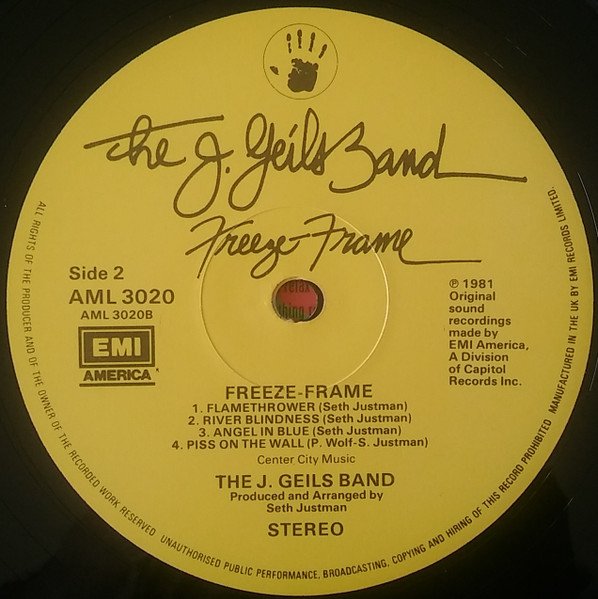 The J. Geils Band
Freeze-Frame
Side 2
AML 3020
AML 3020B
EMI
AMERICA
℗ 1981
Original
sound
recordings
made by
EMI America,
A Division
of Capitol
Records Inc.
relax
thing
FREEZE-FRAME
1. FLAMETHROWER (Seth Justman)
2. RIVER BLINDNESS (Seth Justman)
3. ANGEL IN BLUE (Seth Justman)
4. PISS ON THE WALL (P. Wolf-S. Justman)
Center City Music
THE J. GEILS BAND
Produced and Arranged by
Seth Justman
STEREO
ALL RIGHTS OF THE PRODUCER AND OF THE OWNER OF THE RECORDED WORK RESERVED UNAUTHORISED PUBLIC PERFORMANCE, BROADCASTING, COPYING AND HIRING OF THIS RECORD PROHIBITED MANUFACTURED IN THE UK BY EMI RECORDS LIMITED.